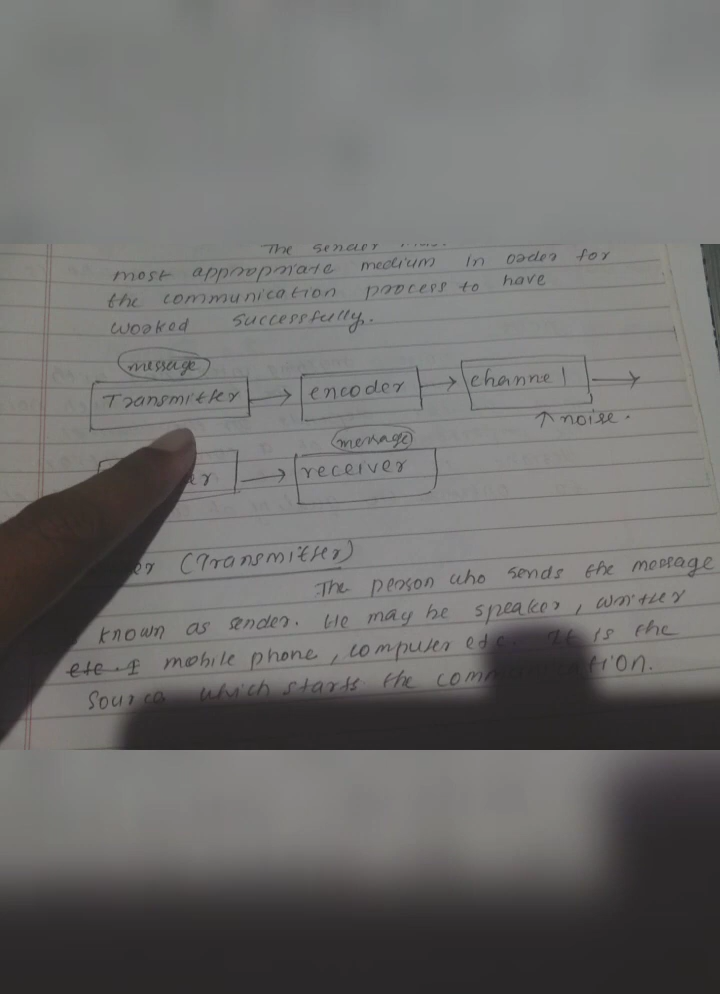 The sender
most appropriate medium in order for
the communication process to have
worked successfully.
message
Transmitter encoder channel
noise.
message
er receiver
er (Transmitter)
The person who sends the message
known as sender. He may be speaker, writter
etc. mobile phone, computer etc. It is the
Source which starts the communication.